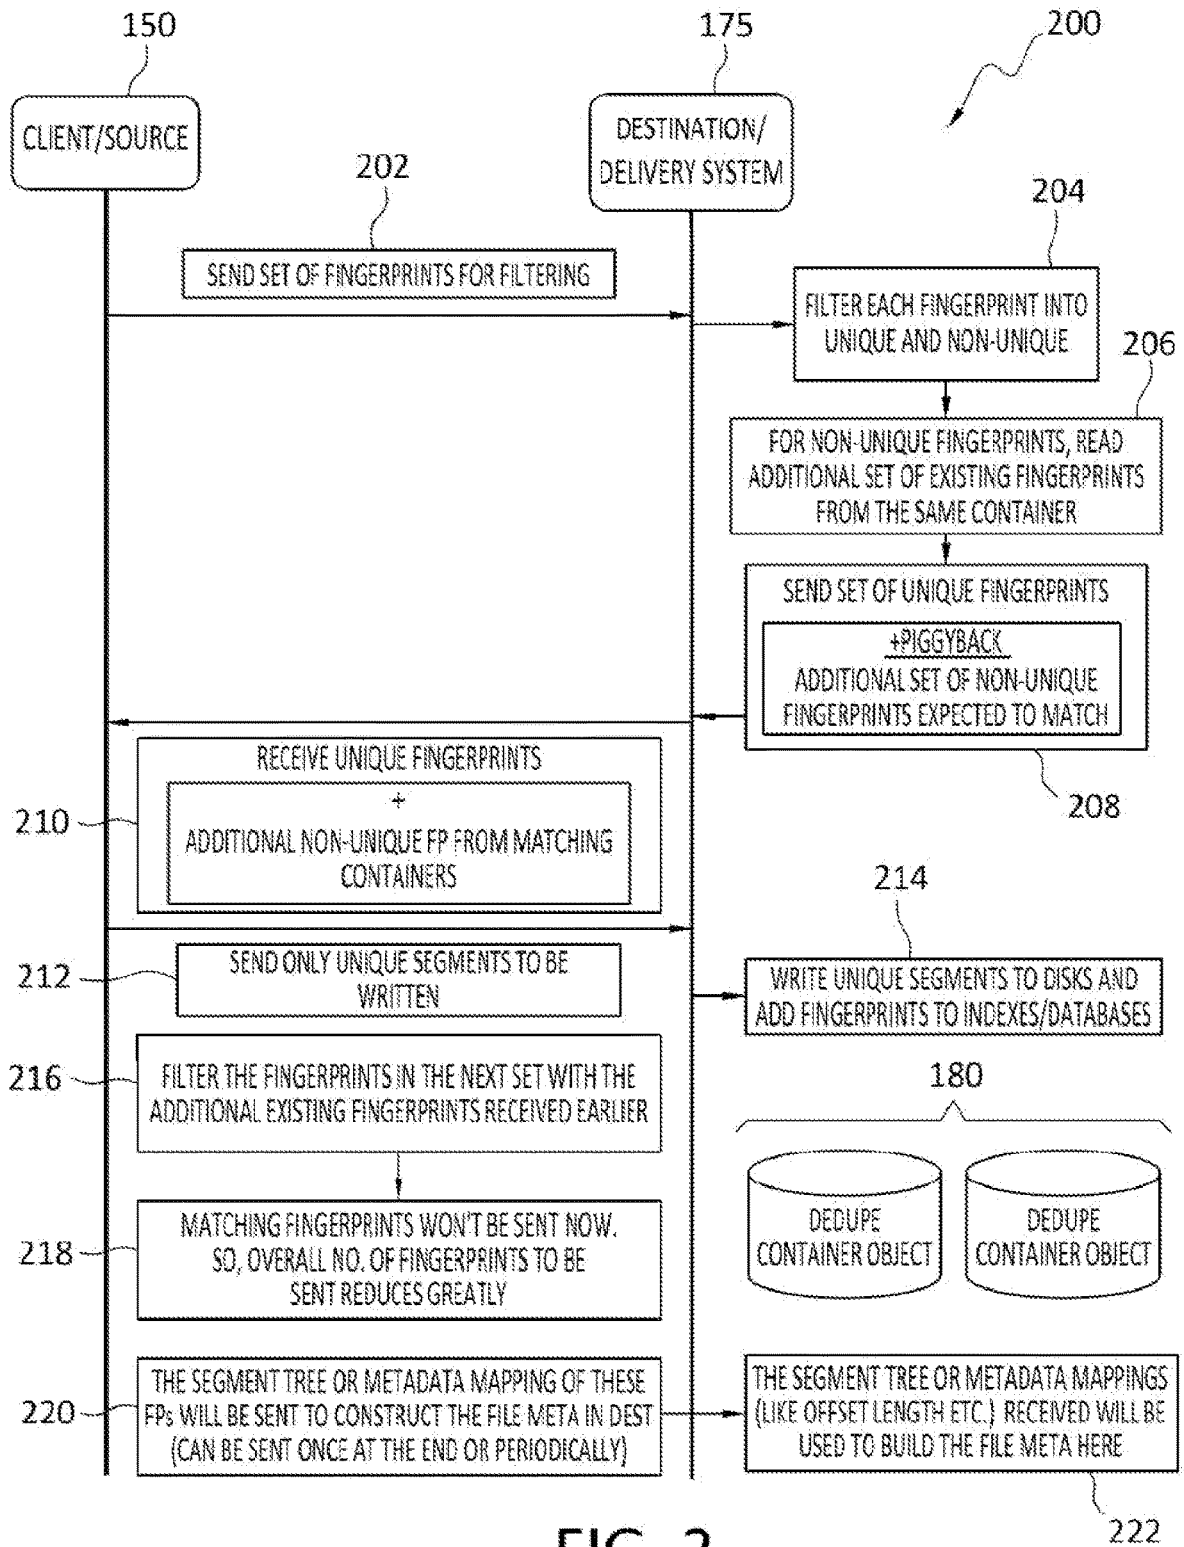 150
175
200
CLIENT/SOURCE
DESTINATION/
DELIVERY SYSTEM
202
204
SEND SET OF FINGERPRINTS FOR FILTERING
FILTER EACH FINGERPRINT INTO
UNIQUE AND NON-UNIQUE
206
FOR NON-UNIQUE FINGERPRINTS, READ
ADDITIONAL SET OF EXISTING FINGERPRINTS
FROM THE SAME CONTAINER
SEND SET OF UNIQUE FINGERPRINTS
+PIGGYBACK
ADDITIONAL SET OF NON-UNIQUE
FINGERPRINTS EXPECTED TO MATCH
208
RECEIVE UNIQUE FINGERPRINTS
+
ADDITIONAL NON-UNIQUE FP FROM MATCHING
CONTAINERS
210
214
SEND ONLY UNIQUE SEGMENTS TO BE
WRITTEN
212
WRITE UNIQUE SEGMENTS TO DISKS AND
ADD FINGERPRINTS TO INDEXES/DATABASES
216
FILTER THE FINGERPRINTS IN THE NEXT SET WITH THE
ADDITIONAL EXISTING FINGERPRINTS RECEIVED EARLIER
180
DEDUPE
CONTAINER OBJECT
DEDUPE
CONTAINER OBJECT
218
MATCHING FINGERPRINTS WON'T BE SENT NOW.
SO, OVERALL NO. OF FINGERPRINTS TO BE
SENT REDUCES GREATLY
220
THE SEGMENT TREE OR METADATA MAPPING OF THESE
FPs WILL BE SENT TO CONSTRUCT THE FILE META IN DEST
(CAN BE SENT ONCE AT THE END OR PERIODICALLY)
THE SEGMENT TREE OR METADATA MAPPINGS
(LIKE OFFSET LENGTH ETC.) RECEIVED WILL BE
USED TO BUILD THE FILE META HERE
222
FIG. 2